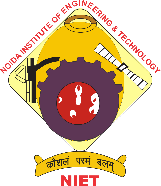 NOIDA INSTITUTE OF ENGINEERING & TECHNOLOGY
कौशलं परमं बलम्
NIET